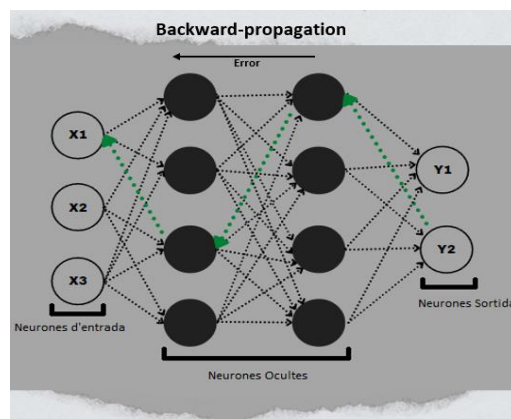 Backward-propagation
Error
X1
X2
X3
Y1
Y2
Neurones Sortida
Neurones d'entrada
Neurones Ocultes